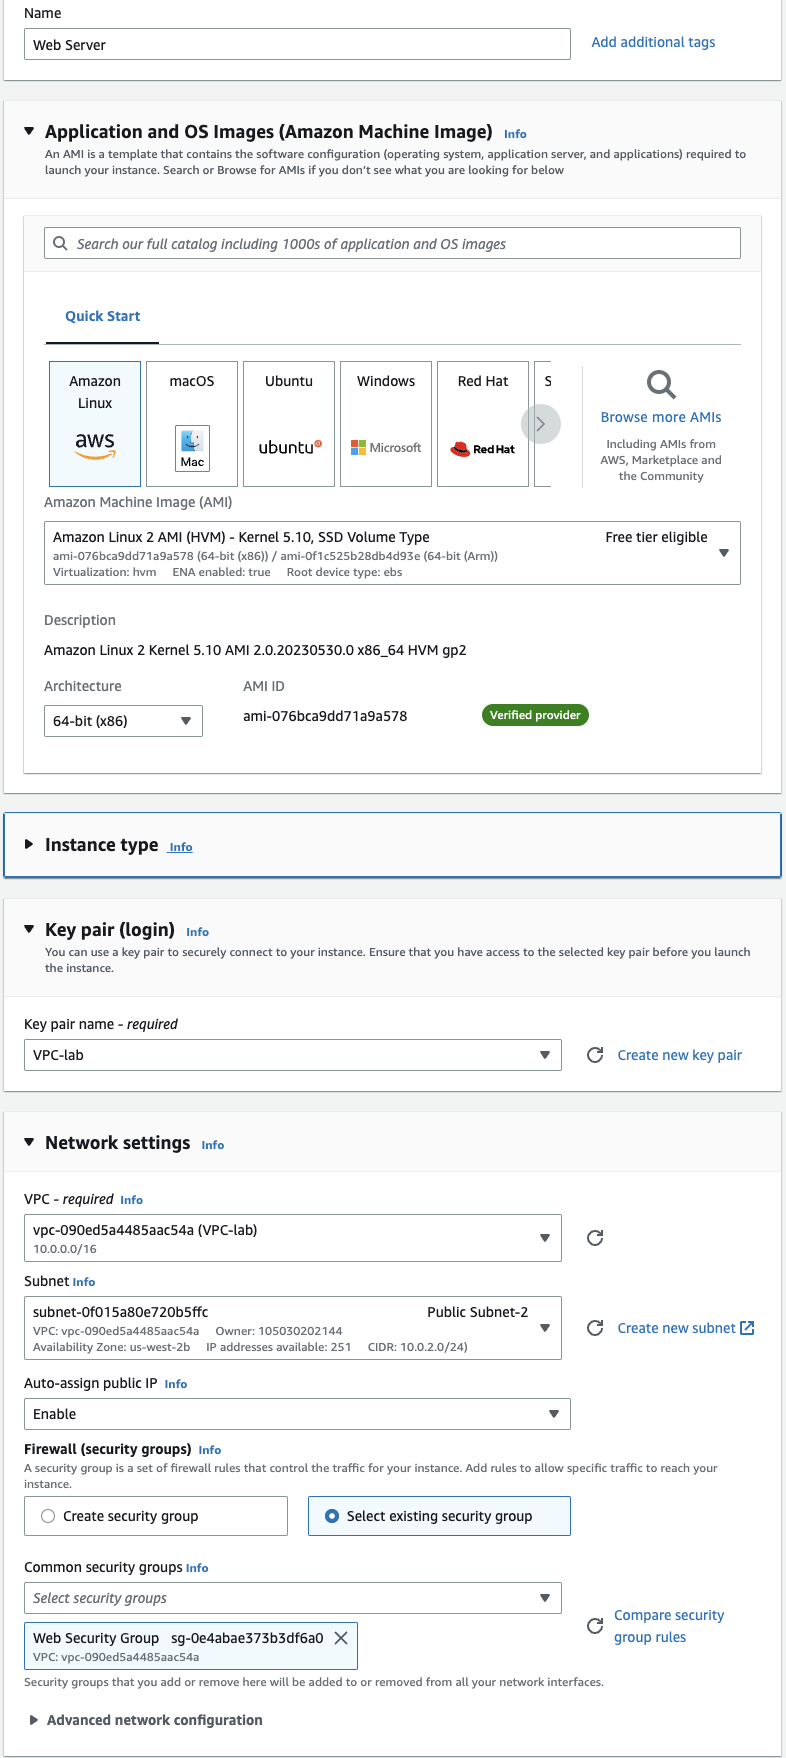 Name
Web Server
Add additional tags
Application and OS Images (Amazon Machine Image) Info
An AMI is a template that contains the software configuration (operating system, application server, and applications) required to
launch your instance. Search or Browse for AMIs if you don't see what you are looking for below
Search our full catalog including 1000s of application and OS images
Quick Start
Amazon
Linux
aws
macOS
Mac
Ubuntu
ubuntu
Windows
Microsoft
Red Hat
Red Hat
S
Browse more AMIs
Including AMIs from
AWS, Marketplace and
the Community
Amazon Machine Image (AMI)
Amazon Linux 2 AMI (HVM) - Kernel 5.10, SSD Volume Type
Free tier eligible
ami-076bca9dd71a9a578 (64-bit (x86)) / ami-0f1c525b28db4d93e (64-bit (Arm))
Virtualization: hvm ENA enabled: true Root device type: ebs
Description
Amazon Linux 2 Kernel 5.10 AMI 2.0.20230530.0 x86_64 HVM gp2
Architecture
AMI ID
64-bit (x86)
ami-076bca9dd71a9a578
Verified provider
Instance type Info
Key pair (login) Info
You can use a key pair to securely connect to your instance. Ensure that you have access to the selected key pair before you launch
the instance.
Key pair name - required
VPC-lab
Create new key pair
Network settings Info
VPC - required Info
vpc-090ed5a4485aac54a (VPC-lab)
10.0.0.0/16
Subnet Info
subnet-0f015a80e720b5ffc
Public Subnet-2
VPC: vpc-090ed5a4485aac54a Owner: 105030202144
Availability Zone: us-west-2b IP addresses available: 251 CIDR: 10.0.2.0/24)
Create new subnet
Auto-assign public IP Info
Enable
Firewall (security groups) Info
A security group is a set of firewall rules that control the traffic for your instance. Add rules to allow specific traffic to reach your
instance.
Create security group
Select existing security group
Common security groups Info
Select security groups
Web Security Group sg-0e4abae373b3df6a0
VPC: vpc-090ed5a4485aac54a
Compare security
group rules
Security groups that you add or remove here will be added to or removed from all your network interfaces.
Advanced network configuration